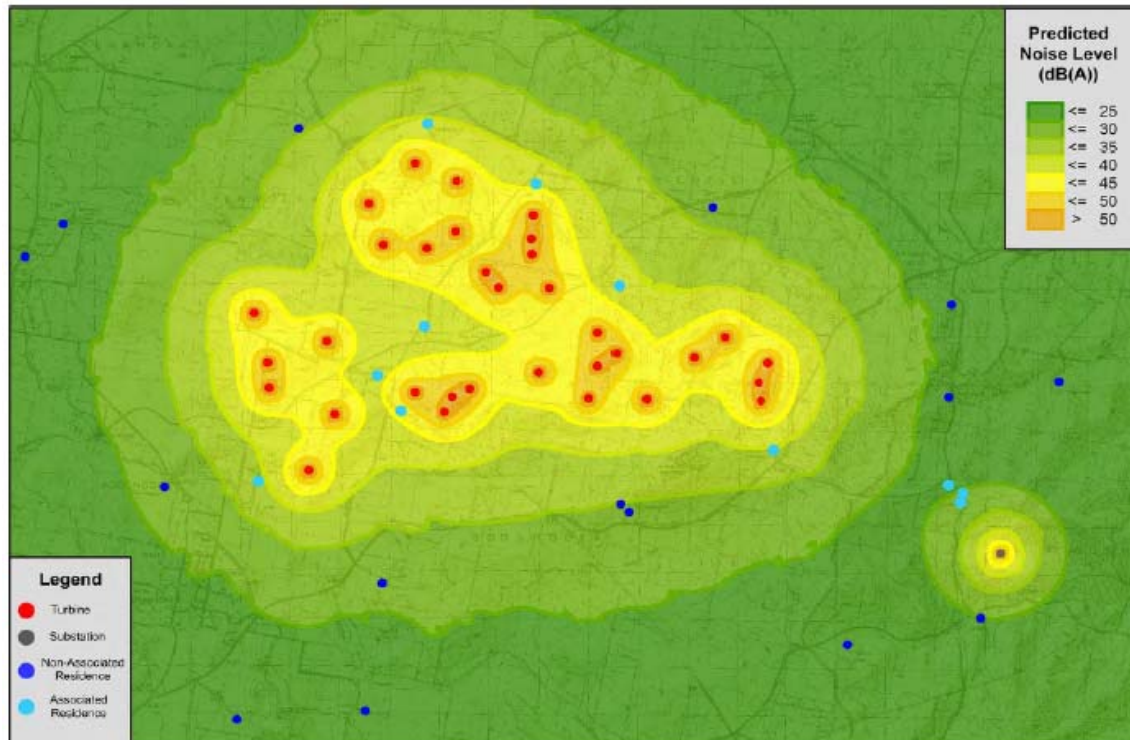 Predicted
Noise Level
(dB(A))
<= 25
<= 30
<= 35
<= 40
<= 45
<= 50
> 50
Legend
Turbine
Substation
Non-Associated
Residence
Associated
Residence